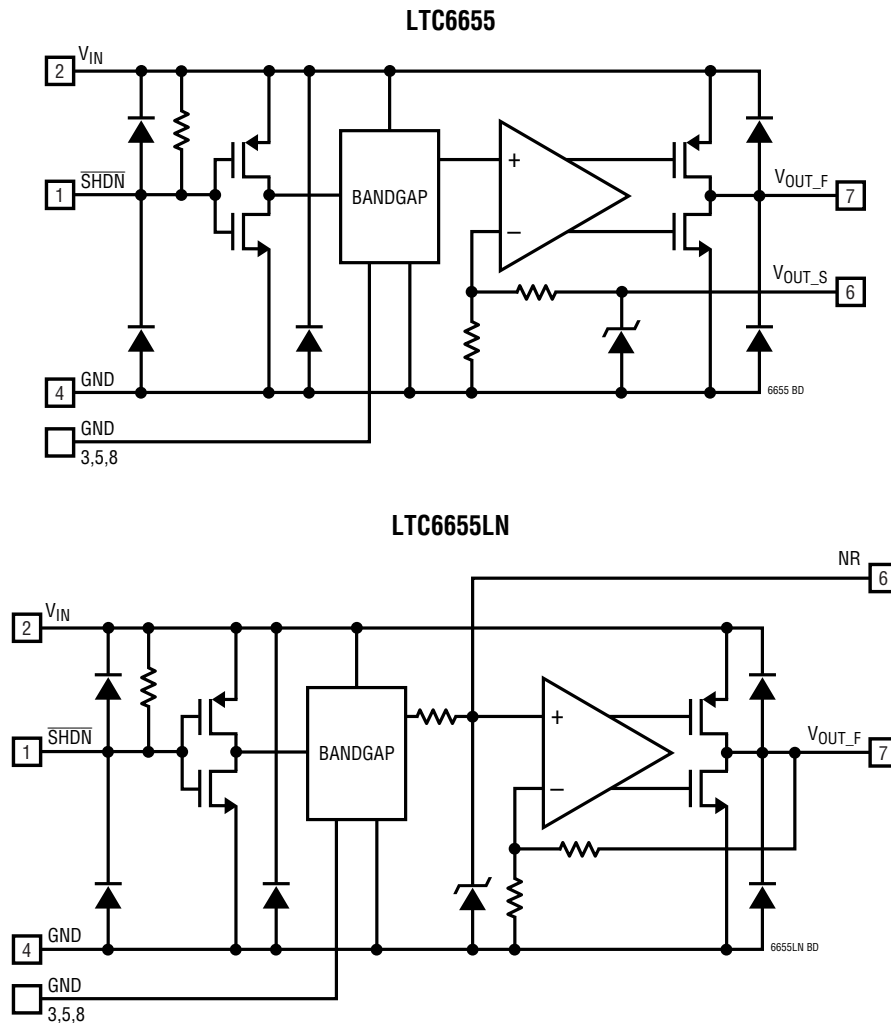 LTC6655
2 VIN
1 SHDN
BANDGAP
+
–
VOUT_F 7
VOUT_S 6
4 GND
GND
3,5,8
6655 BD
LTC6655LN
NR 6
2 VIN
1 SHDN
BANDGAP
+
–
VOUT_F 7
4 GND
GND
3,5,8
6655LN BD